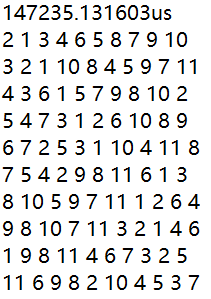 147235.131603us
2 1 3 4 6 5 8 7 9 10
3 2 1 10 8 4 5 9 7 11
4 3 6 1 5 7 9 8 10 2
5 4 7 3 1 2 6 10 8 9
6 7 2 5 3 1 10 4 11 8
7 5 4 2 9 8 11 6 1 3
8 10 5 9 7 11 1 2 6 4
9 8 10 7 11 3 2 1 4 6
1 9 8 11 4 6 7 3 2 5
11 6 9 8 2 10 4 5 3 7